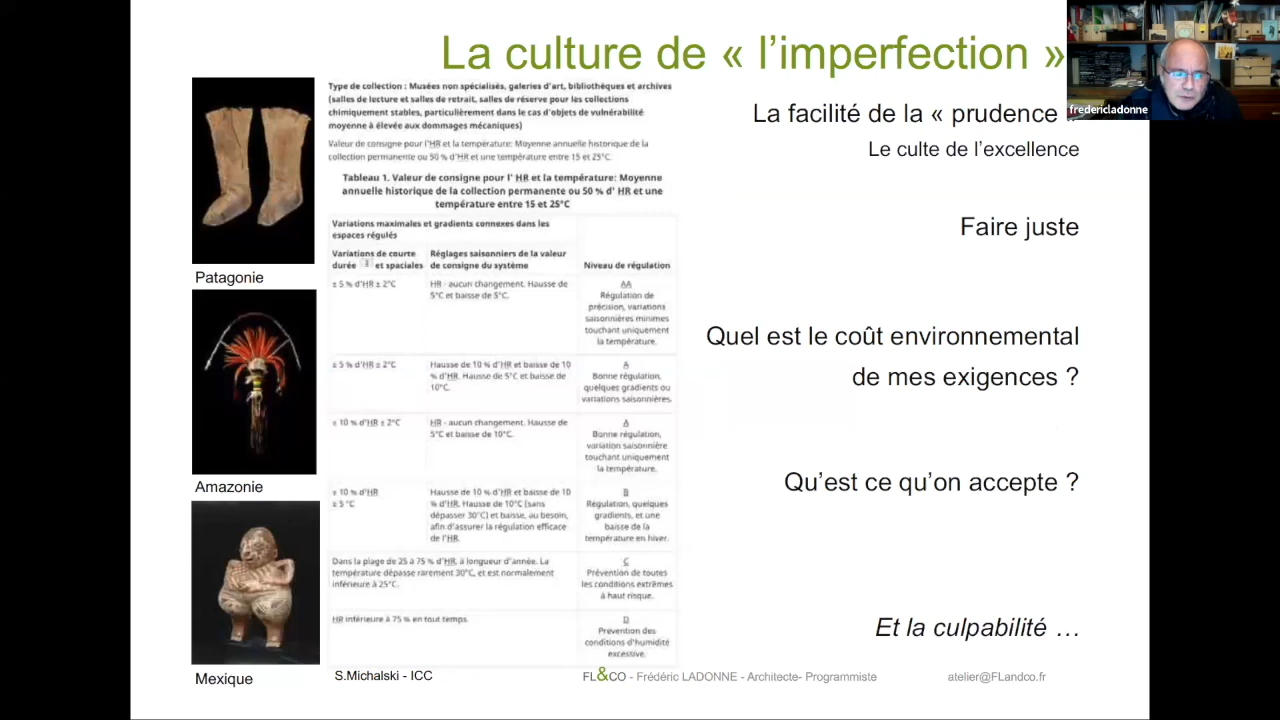 La culture de « l’imperfection »
fredericladonne
Patagonie
Amazonie
Mexique
Type de collection : Musées non spécialisés, galeries d'art, bibliothèques et archives
(salles de lecture et salles de retrait, salles de réserve pour les collections
chimiquement stables, particulièrement dans le cas d'objets de vulnérabilité
moyenne à élevée aux dommages mécaniques)
Valeur de consigne pour l'HR et la température: Moyenne annuelle historique de la
collection permanente ou 50 % d'HR et une température entre 15 et 25°C.
Tableau 1. Valeur de consigne pour l' HR et la température: Moyenne
annuelle historique de la collection permanente ou 50 % d' HR et une
température entre 15 et 25°C
Variations maximales et gradients connexes dans les
espaces régulés
Variations de courte
durée et spaciales
Réglages saisonniers de la valeur
de consigne du système
Niveau de régulation
± 5 % d'HR ± 2°C
HR - aucun changement. Hausse de
5°C et baisse de 5°C.
AA
Régulation de
précision, variations
saisonnières minimes
touchant uniquement
la température.
± 5 % d'HR ± 2°C
Hausse de 10 % d'HR et baisse de 10
% d'HR. Hausse de 5°C et baisse de
10°C.
A
Bonne régulation,
quelques gradients ou
variations saisonnières.
± 10 % d'HR ± 2°C
HR - aucun changement. Hausse de
5°C et baisse de 10°C.
A
Bonne régulation,
variation saisonnière
touchant uniquement
la température.
± 10 % d'HR
± 5 °C
Hausse de 10 % d'HR et baisse de 10
% d'HR. Hausse de 10°C (sans
dépasser 30°C) et baisse, au besoin,
afin d'assurer la régulation efficace
de l'HR.
B
Régulation, quelques
gradients, et une
baisse de la
température en hiver.
Dans la plage de 25 à 75 % d'HR, à longueur d'année. La
température dépasse rarement 30°C, et est normalement
inférieure à 25°C.
C
Prévention de toutes
les conditions extrêmes
à haut risque.
HR inférieure à 75 % en tout temps.
D
Prévention des
conditions d'humidité
excessive.
La facilité de la « prudence »
Le culte de l’excellence
Faire juste
Quel est le coût environnemental
de mes exigences ?
Qu’est ce qu’on accepte ?
Et la culpabilité …
S.Michalski - ICC
FL&CO - Frédéric LADONNE - Architecte- Programmiste
atelier@FLandco.fr